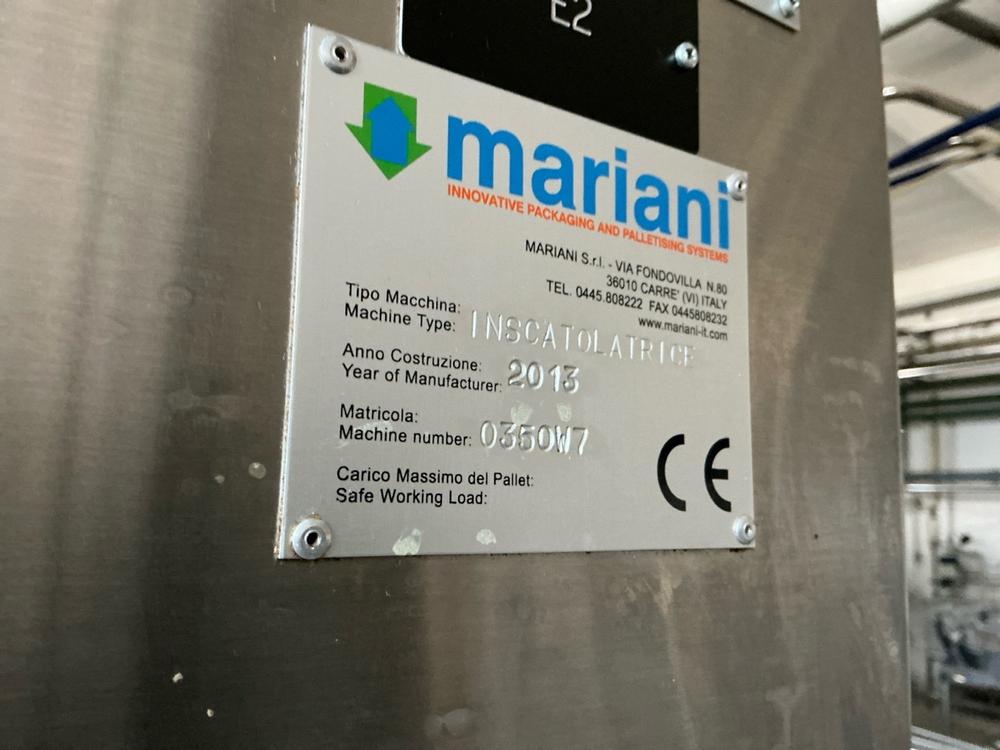 E2
mariani
INNOVATIVE PACKAGING AND PALLETISING SYSTEMS
MARIANI S.r.l. - VIA FONDOVILLA N.80
36010 CARRE' (VI) ITALY
TEL. 0445.808222 FAX 0445808232
www.mariani-it.com
Tipo Macchina:
Machine Type: INSCATOLATRICE
Anno Costruzione:
Year of Manufacturer: 2013
Matricola:
Machine number: 0350W7
Carico Massimo del Pallet:
Safe Working Load:
CE